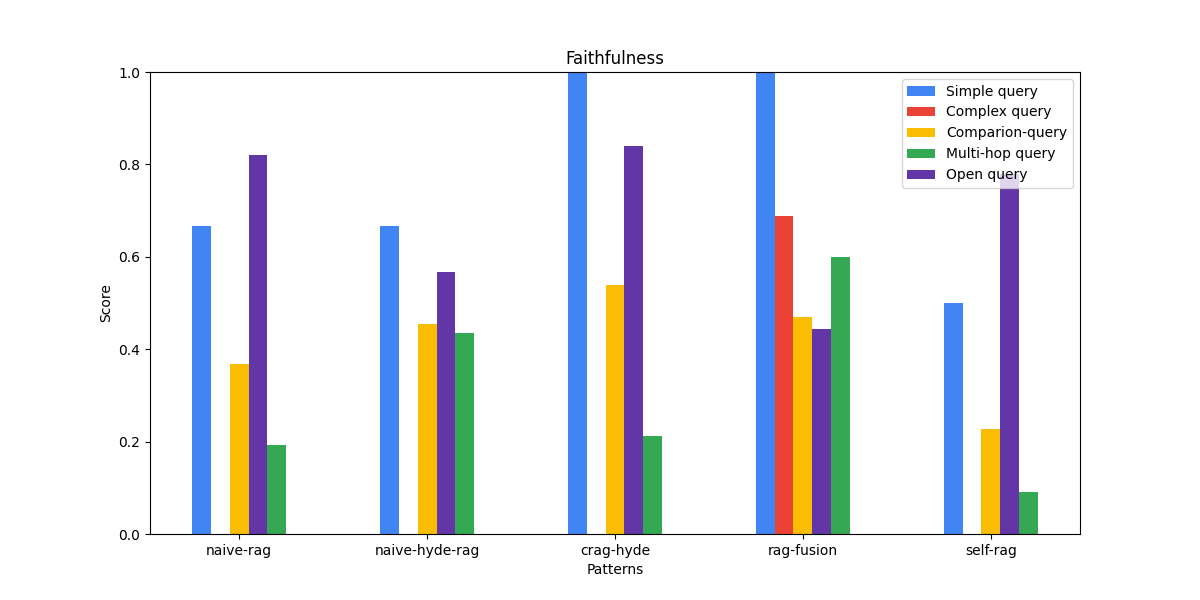 Faithfulness
1.0
0.8
0.6
0.4
0.2
0.0
Score
Simple query
Complex query
Comparion-query
Multi-hop query
Open query
naive-rag
naive-hyde-rag
crag-hyde
rag-fusion
self-rag
Patterns